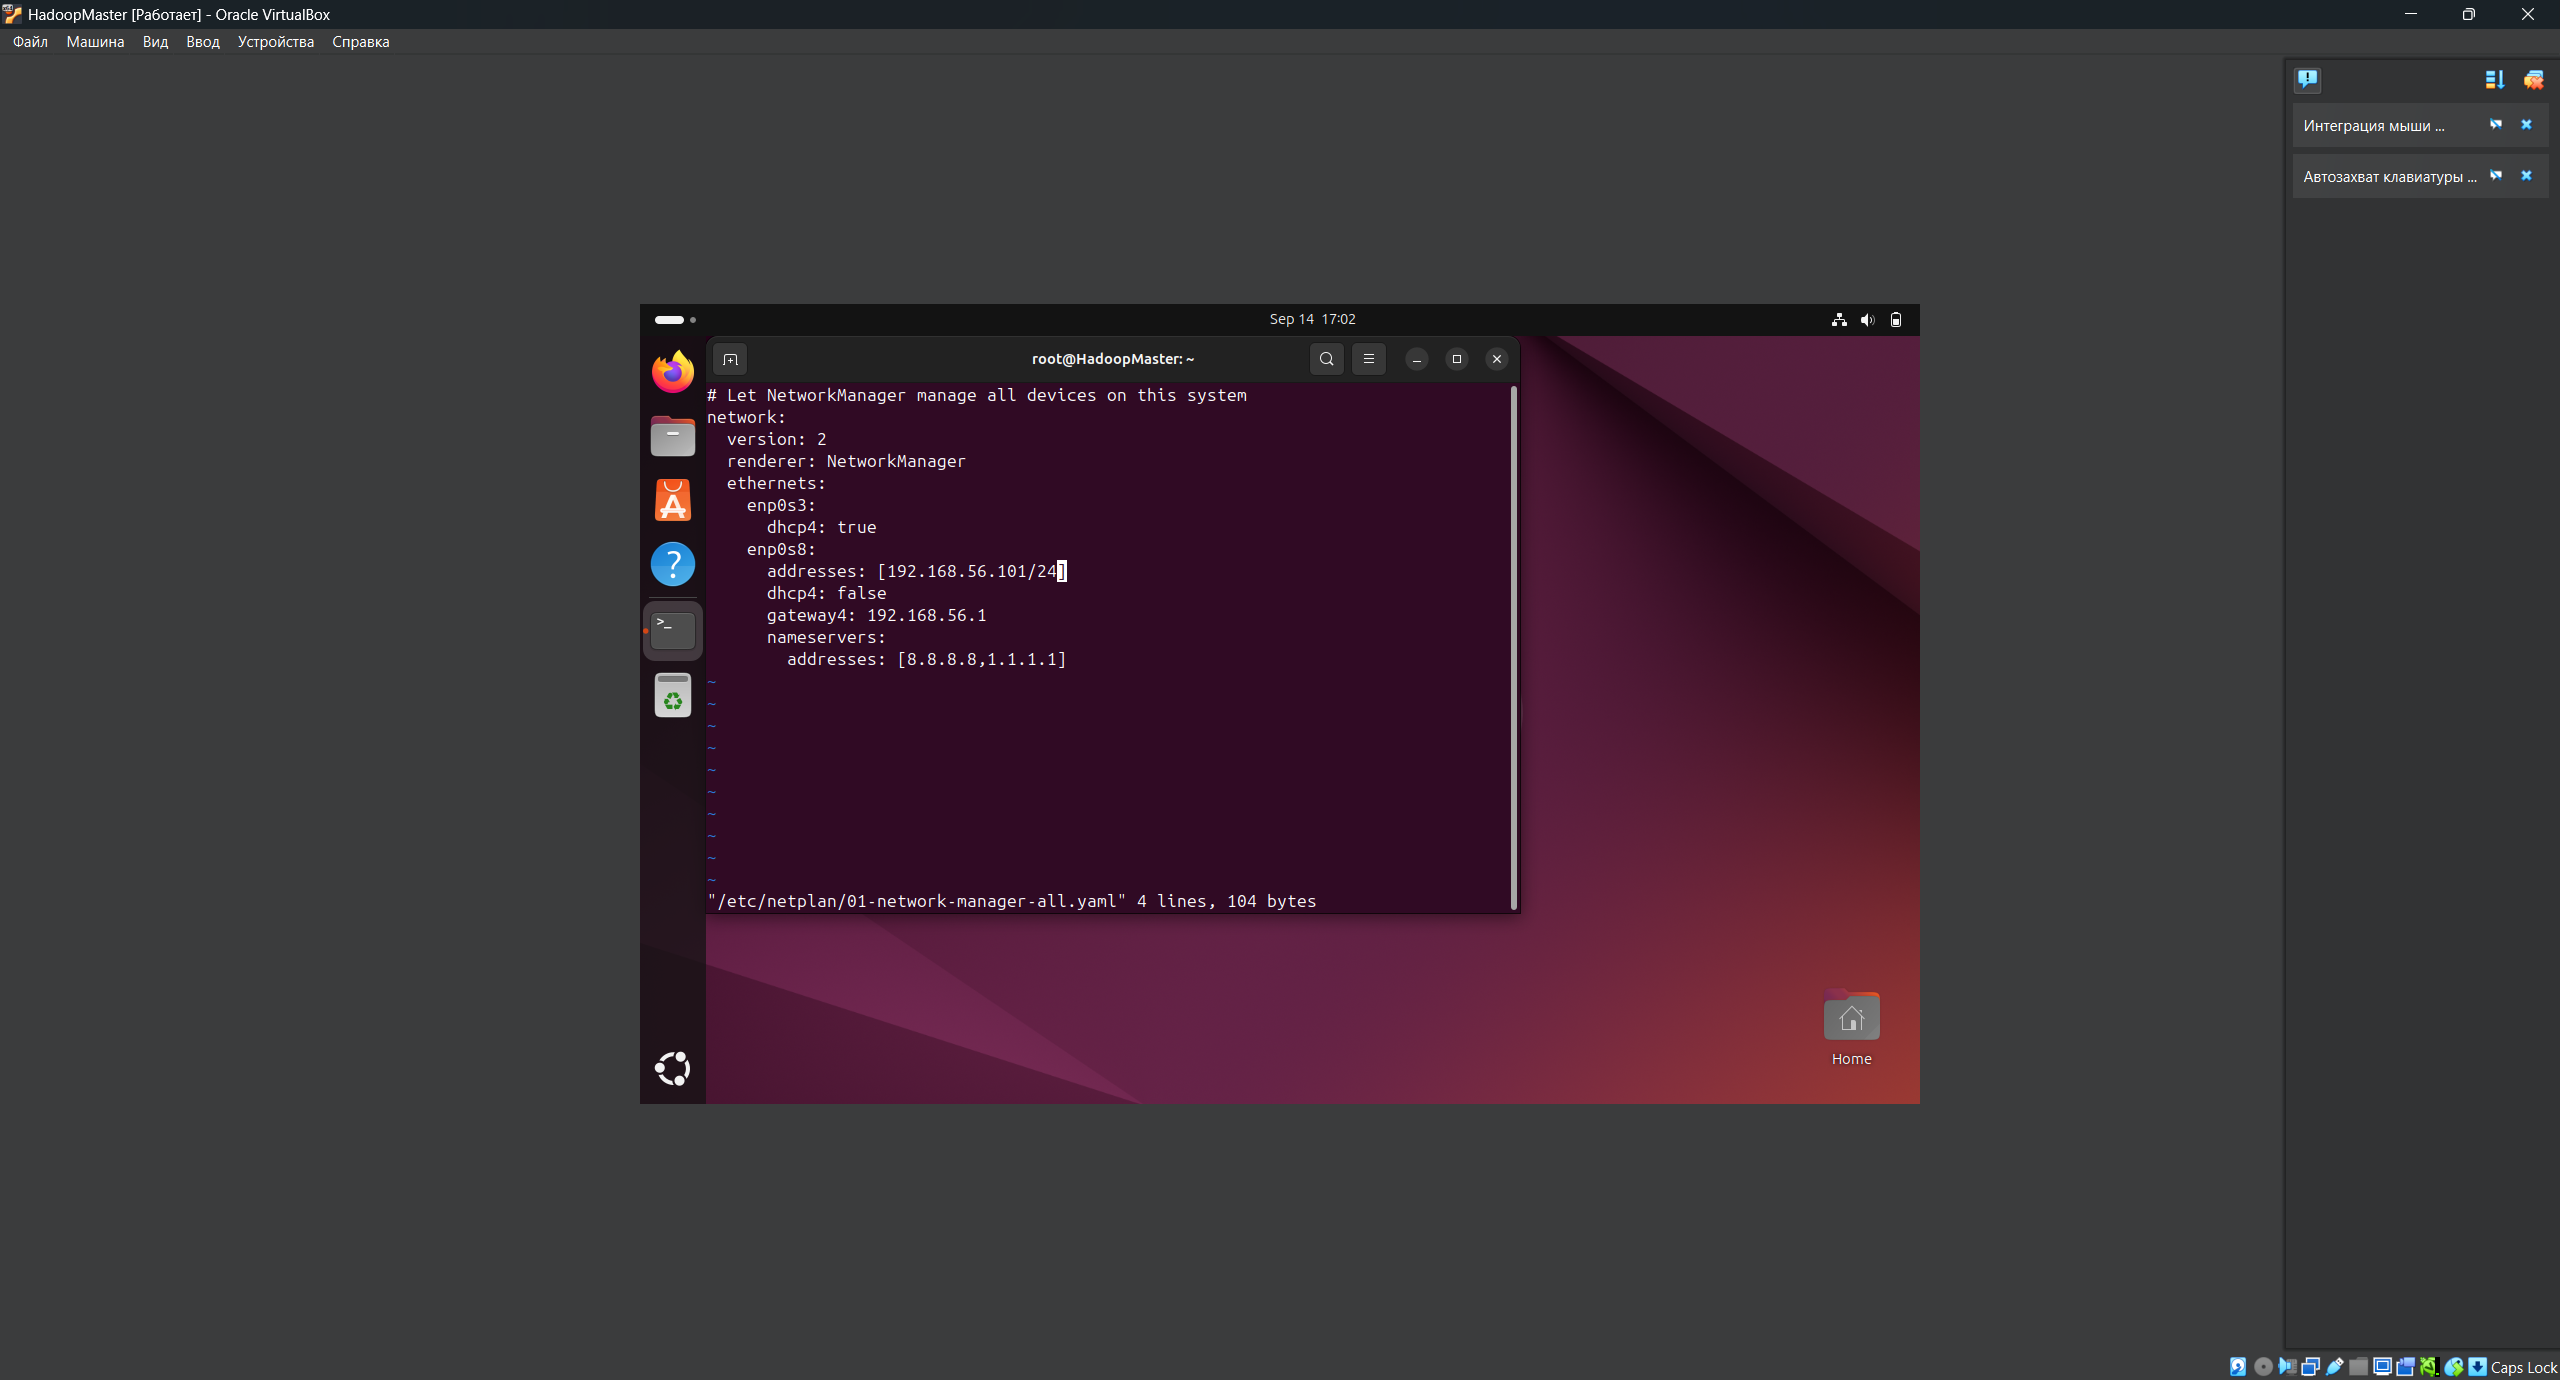 HadoopMaster [Работает] - Oracle VirtualBox
Файл Машина Вид Ввод Устройства Справка
Интеграция мыши ...
Автозахват клавиатуры ...
Sep 14 17:02
root@HadoopMaster: ~
# Let NetworkManager manage all devices on this system
network:
  version: 2
  renderer: NetworkManager
  ethernets:
    enp0s3:
      dhcp4: true
    enp0s8:
      addresses: [192.168.56.101/24]
      dhcp4: false
      gateway4: 192.168.56.1
      nameservers:
        addresses: [8.8.8.8,1.1.1.1]
~
~
~
~
~
~
~
~
~
~
"/etc/netplan/01-network-manager-all.yaml" 4 lines, 104 bytes
Home
Caps Lock